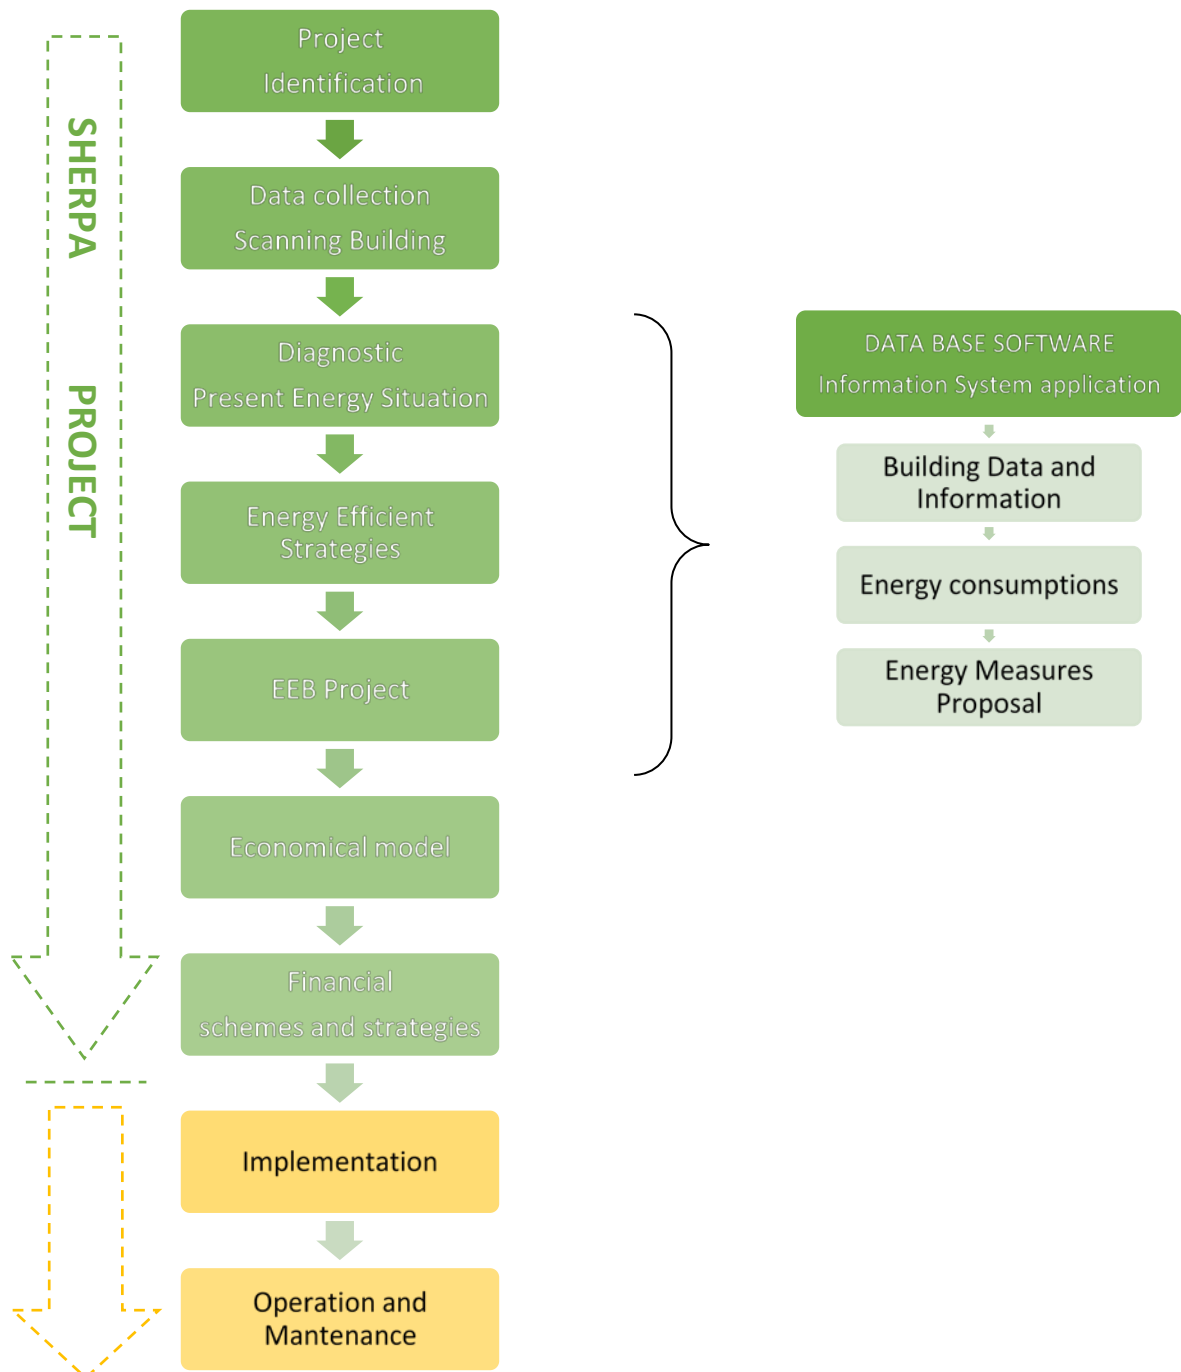 SHERPA PROJECT
Project
Identification
Data collection
Scanning Building
Diagnostic
Present Energy Situation
Energy Efficient
Strategies
EEB Project
Economical model
Financial
schemes and strategies
Implementation
Operation and
Mantenance
DATA BASE SOFTWARE
Information System application
Building Data and
Information
Energy consumptions
Energy Measures
Proposal